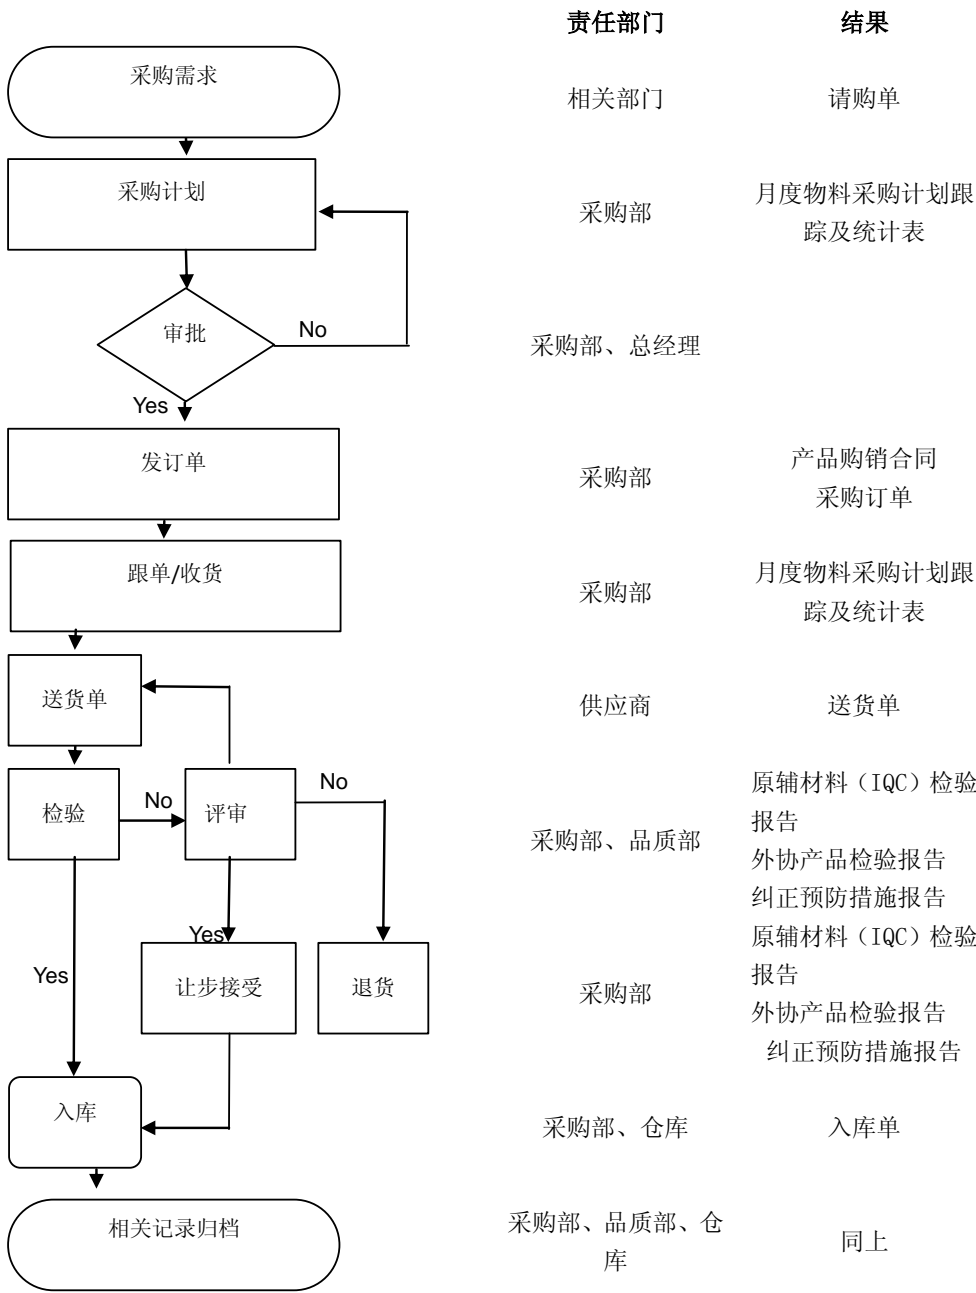 责任部门 结果
采购需求
相关部门 请购单
采购计划
采购部
月度物料采购计划跟
踪及统计表
审批
No
采购部、总经理
Yes
发订单
采购部
产品购销合同
采购订单
跟单/收货
采购部
月度物料采购计划跟
踪及统计表
送货单
供应商 送货单
检验
No
评审
No
采购部、品质部
原辅材料（IQC）检验
报告
外协产品检验报告
纠正预防措施报告
Yes
Yes
让步接受
退货
采购部
原辅材料（IQC）检验
报告
外协产品检验报告
纠正预防措施报告
入库
采购部、仓库 入库单
相关记录归档
采购部、品质部、仓
库
同上